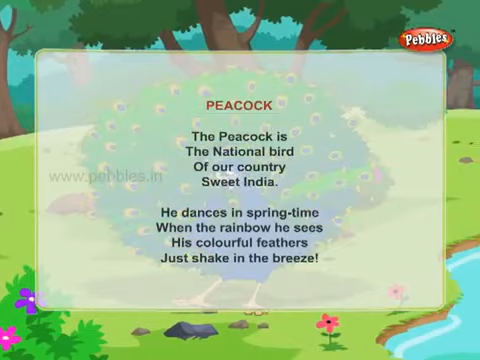 Pebbles
PEACOCK
The Peacock is
The National bird
Of our country
Sweet India.
www.pebbles.in
He dances in spring-time
When the rainbow he sees
His colourful feathers
Just shake in the breeze!